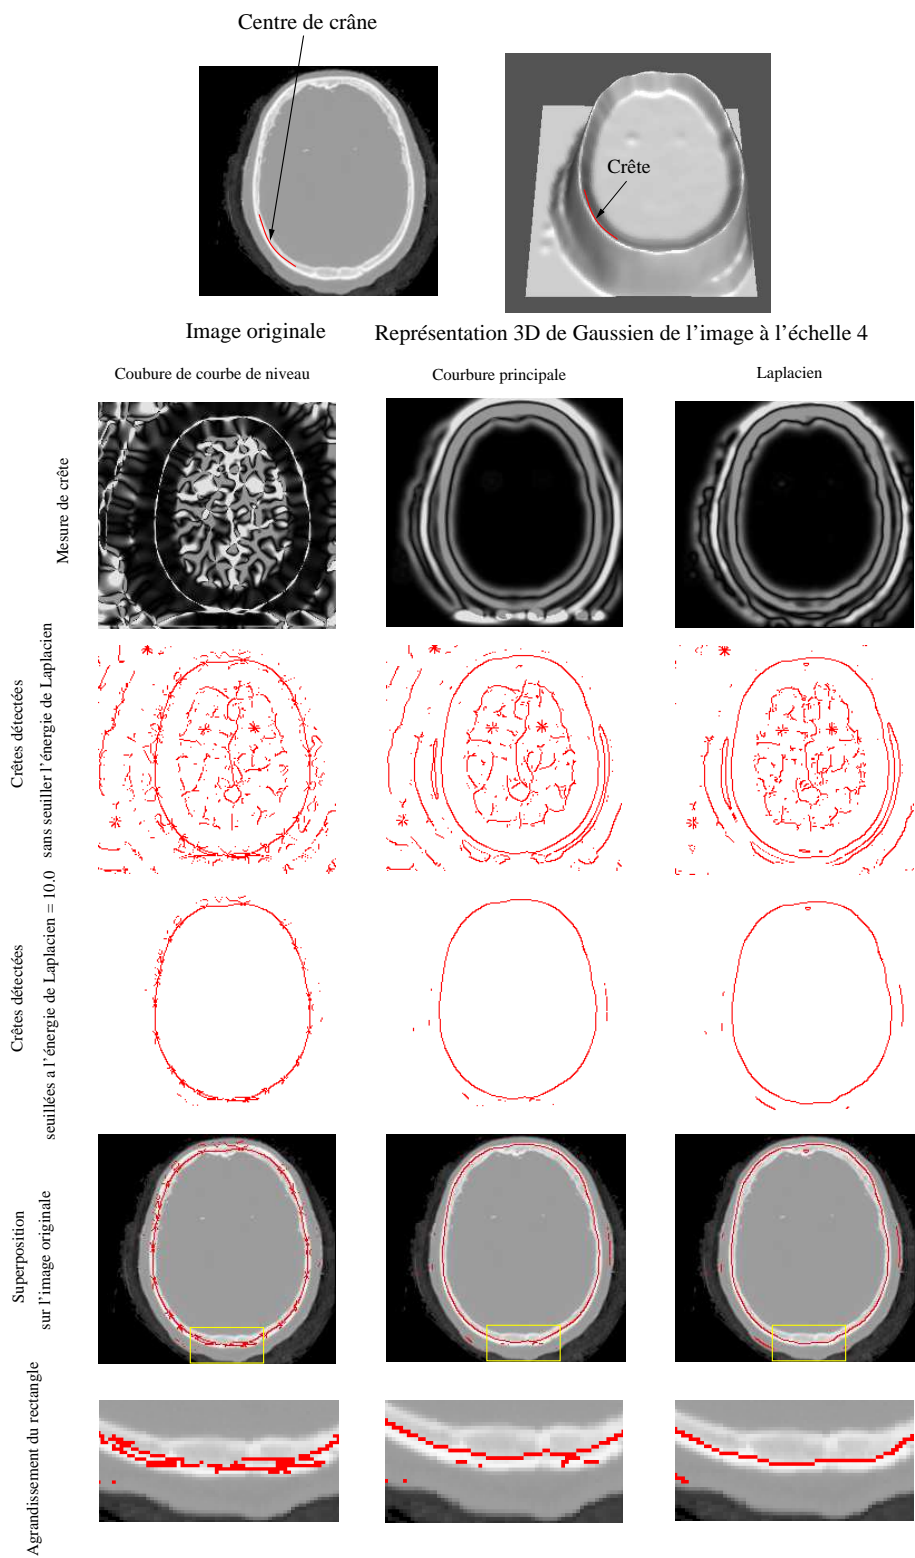 Centre de crâne
Crête
Image originale
Représentation 3D de Gaussien de l’image à l’échelle 4
Coubure de courbe de niveau
Courbure principale
Laplacien
Mesure de crête
Crêtes détectées
sans seuiller l’énergie de Laplacien
Crêtes détectées
seuillées a l’énergie de Laplacien = 10.0
Superposition
sur l’image originale
Agrandissement du rectangle